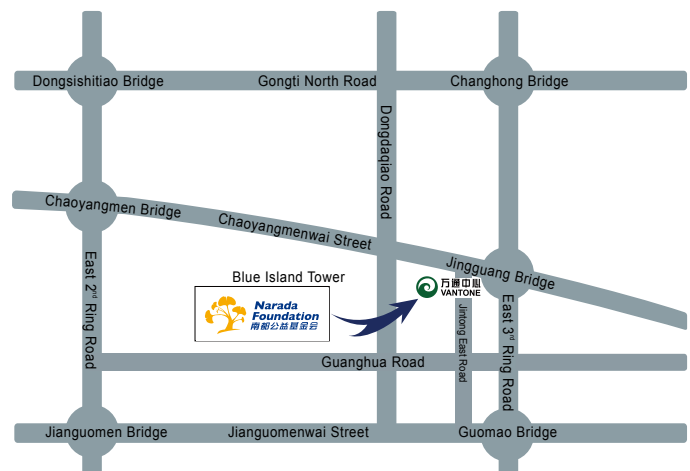 Dongsishitiao Bridge
Gongti North Road
Changhong Bridge
Dongdaqiao Road
Chaoyangmen Bridge
Chaoyangmenwai Street
Jingguang Bridge
Blue Island Tower
万通中心
VANTONE
Narada
Foundation
南都公益基金会
East 2nd Ring Road
Jintong East Road
East 3rd Ring Road
Guanghua Road
Jianguomen Bridge
Jianguomenwai Street
Guomao Bridge